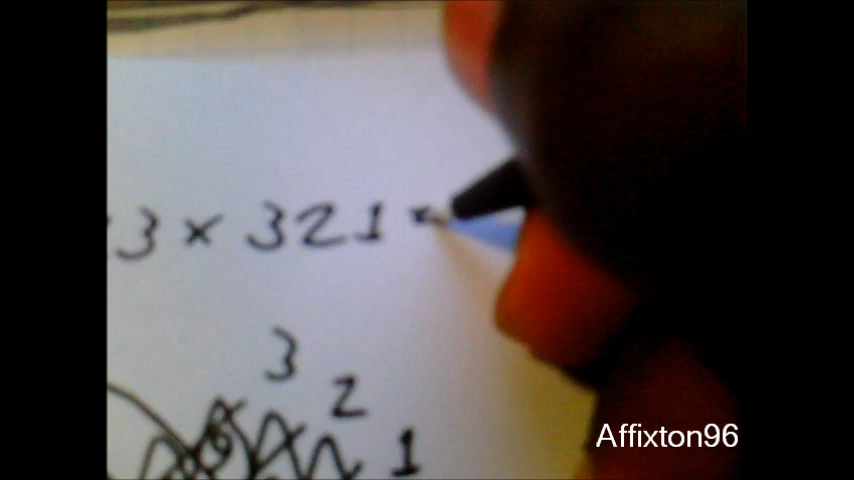 3 × 321 =
3
2
1
Affixton96